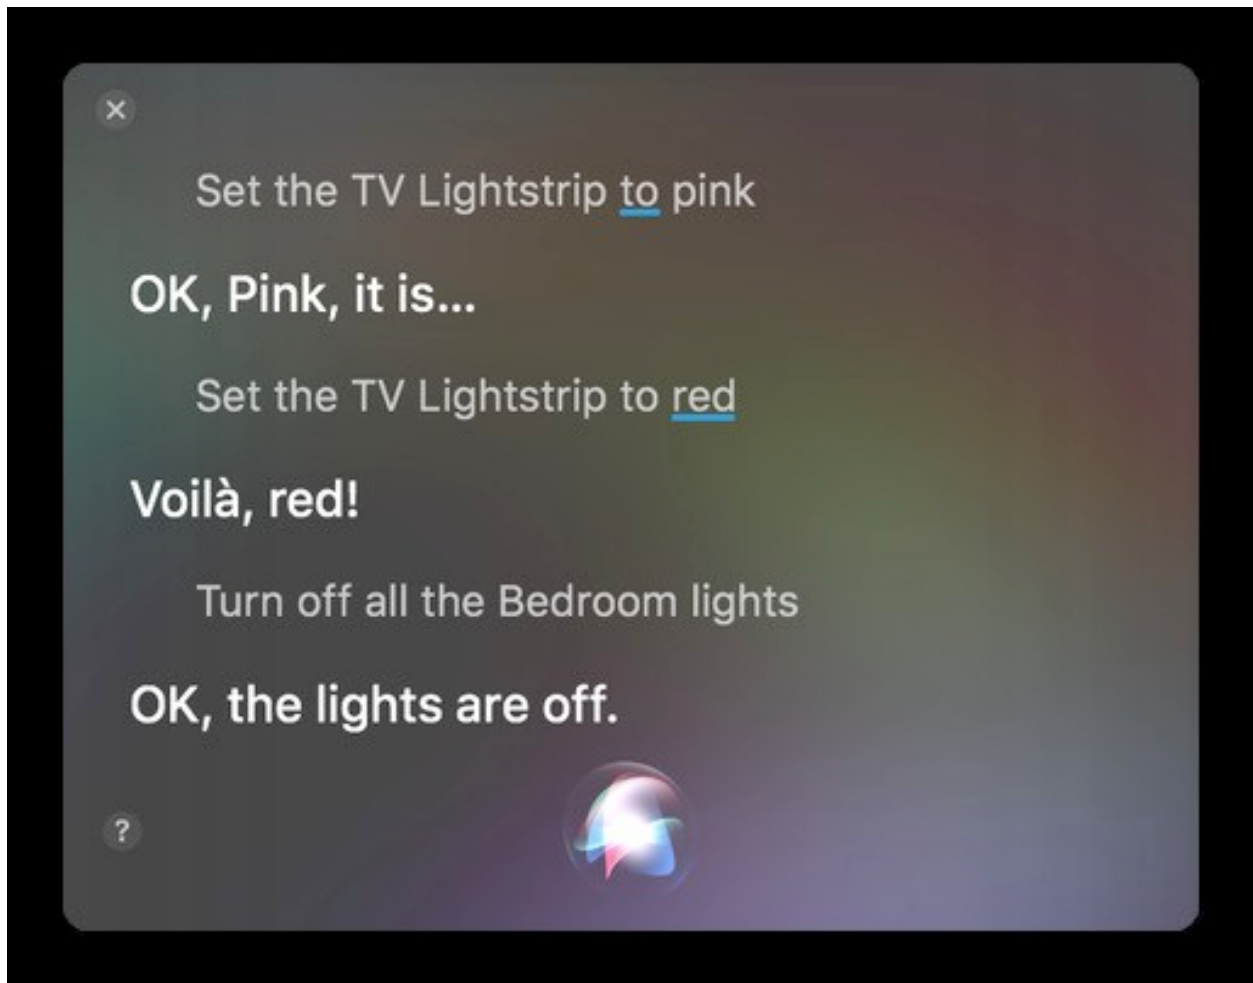 Set the TV Lightstrip to pink
OK, Pink, it is...
Set the TV Lightstrip to red
Voilà, red!
Turn off all the Bedroom lights
OK, the lights are off.
?